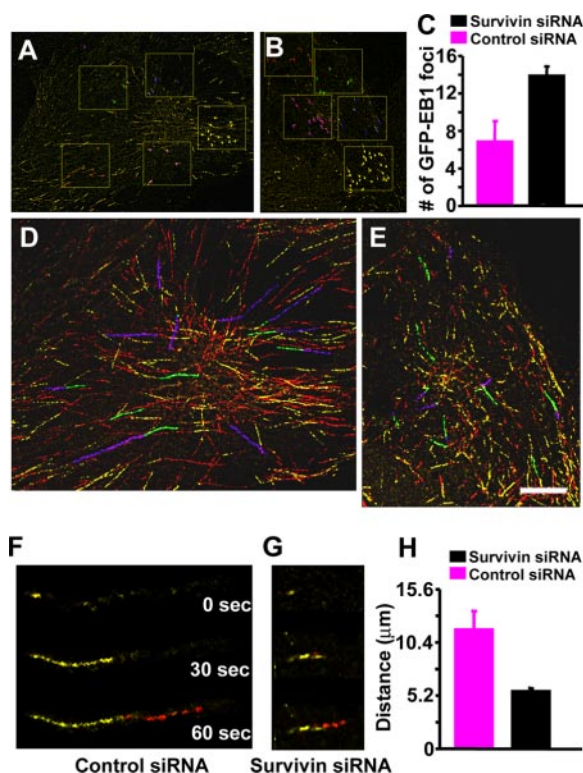 A
B
C
Survivin siRNA
Control siRNA
# of GFP-EB1 foci
16
12
8
4
0
D
E
F
G
H
0 sec
30 sec
60 sec
Control siRNA
Survivin siRNA
Survivin siRNA
Control siRNA
Distance (μm)
15.6
10.4
5.2
0